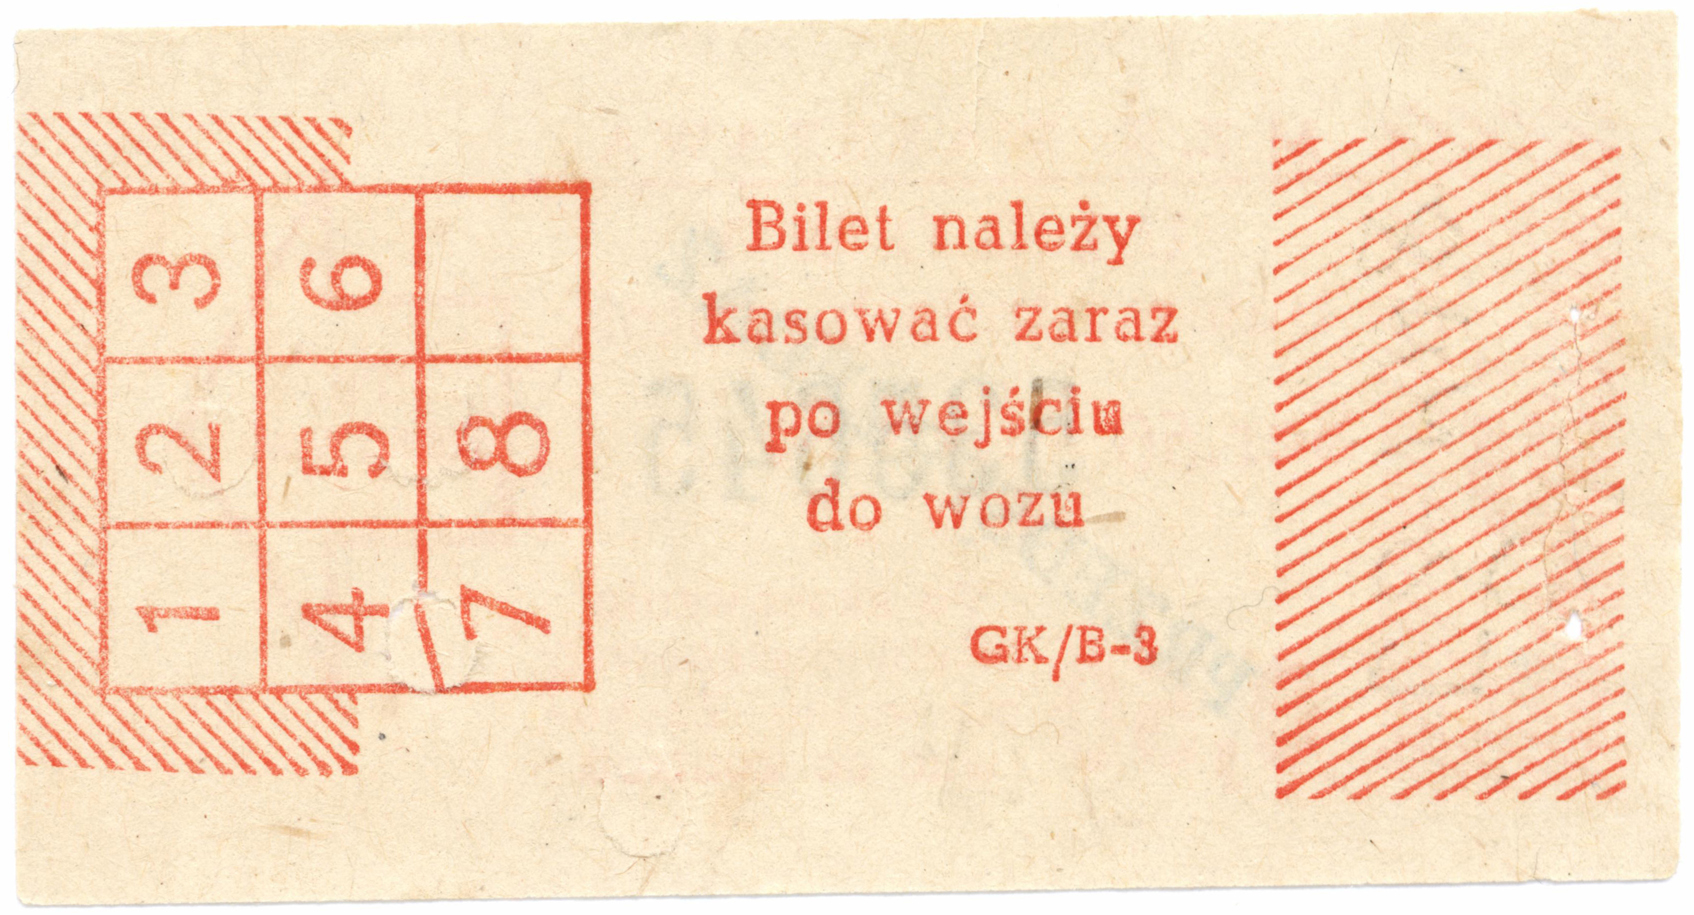 3 6
2 5 8
1 4 7
Bilet należy
kasować zaraz
po wejściu
do wozu
GK/B-3